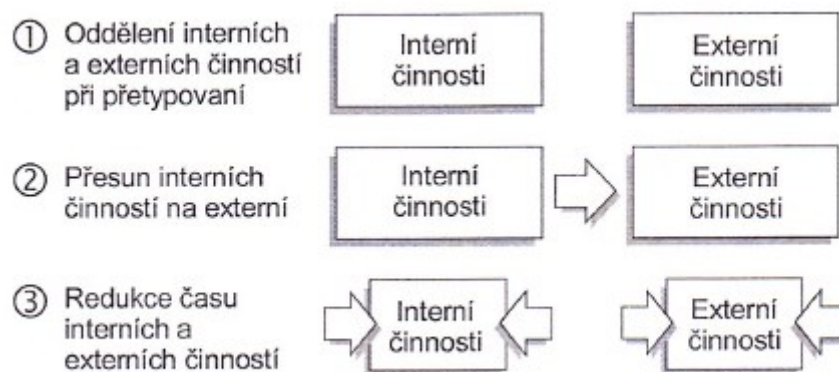 ① Oddělení interních
a externích činností
při přetypovaní
Interní
činnosti
Externí
činnosti
② Přesun interních
činností na externí
Interní
činnosti
Externí
činnosti
③ Redukce času
interních a
externích činností
Interní
činnosti
Externí
činnosti